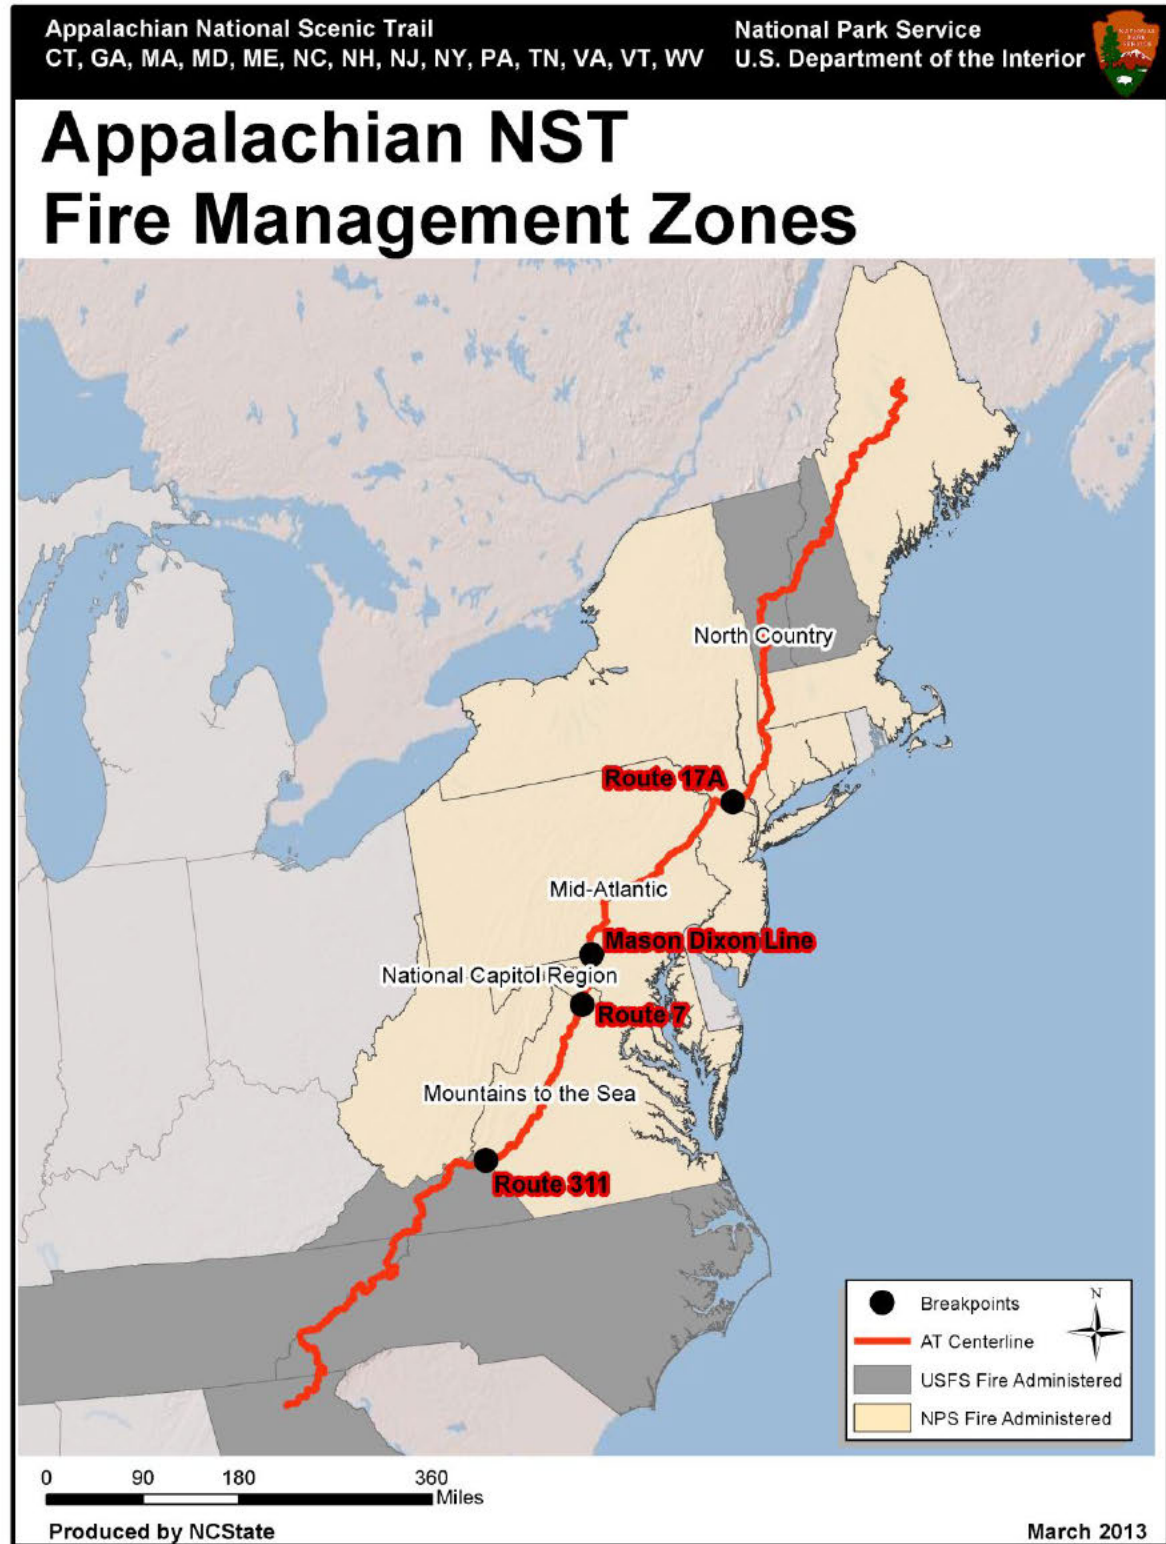 Appalachian National Scenic Trail
CT, GA, MA, MD, ME, NC, NH, NJ, NY, PA, TN, VA, VT, WV
National Park Service
U.S. Department of the Interior
NATIONAL
PARK
SERVICE
Appalachian NST
Fire Management Zones
North Country
Route 17A
Mid-Atlantic
Mason Dixon Line
National Capitol Region
Route 7
Mountains to the Sea
Route 311
N
Breakpoints
AT Centerline
USFS Fire Administered
NPS Fire Administered
0 90 180 360
Miles
Produced by NCState
March 2013